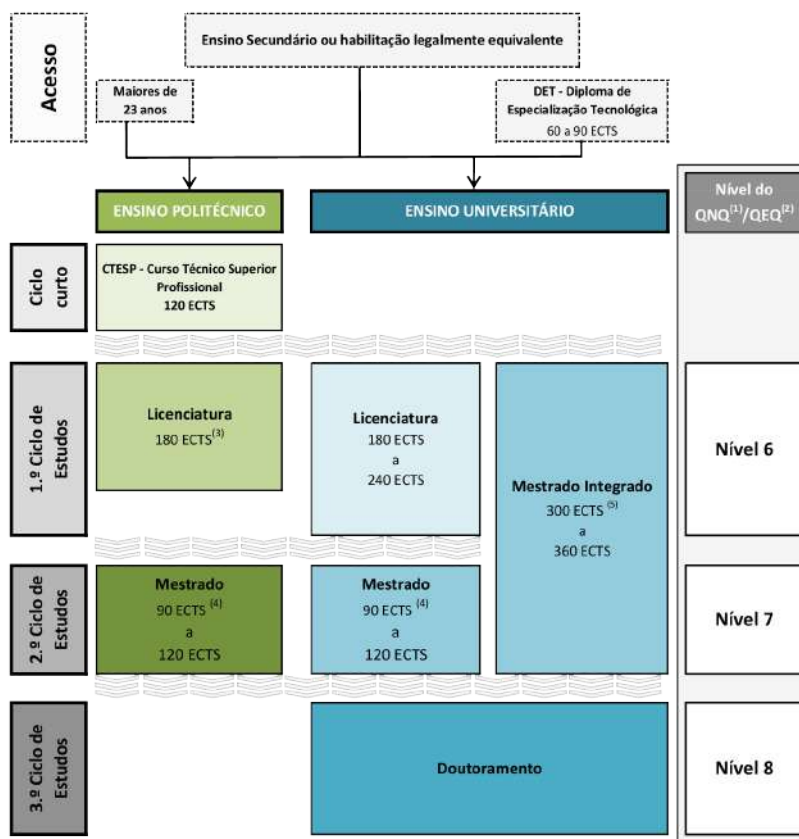 Acesso
Ensino Secundário ou habilitação legalmente equivalente
Maiores de
23 anos
DET - Diploma de
Especialização Tecnológica
60 a 90 ECTS
ENSINO POLITÉCNICO
ENSINO UNIVERSITÁRIO
Nível do
QNQ(1)/QEQ(2)
Ciclo
curto
CTESP - Curso Técnico Superior
Profissional
120 ECTS
1.º Ciclo de
Estudos
Licenciatura
180 ECTS(3)
Licenciatura
180 ECTS
a
240 ECTS
Mestrado Integrado
300 ECTS (5)
a
360 ECTS
Nível 6
2.º Ciclo de
Estudos
Mestrado
90 ECTS (4)
a
120 ECTS
Mestrado
90 ECTS (4)
a
120 ECTS
Nível 7
3.º Ciclo de
Estudos
Doutoramento
Nível 8